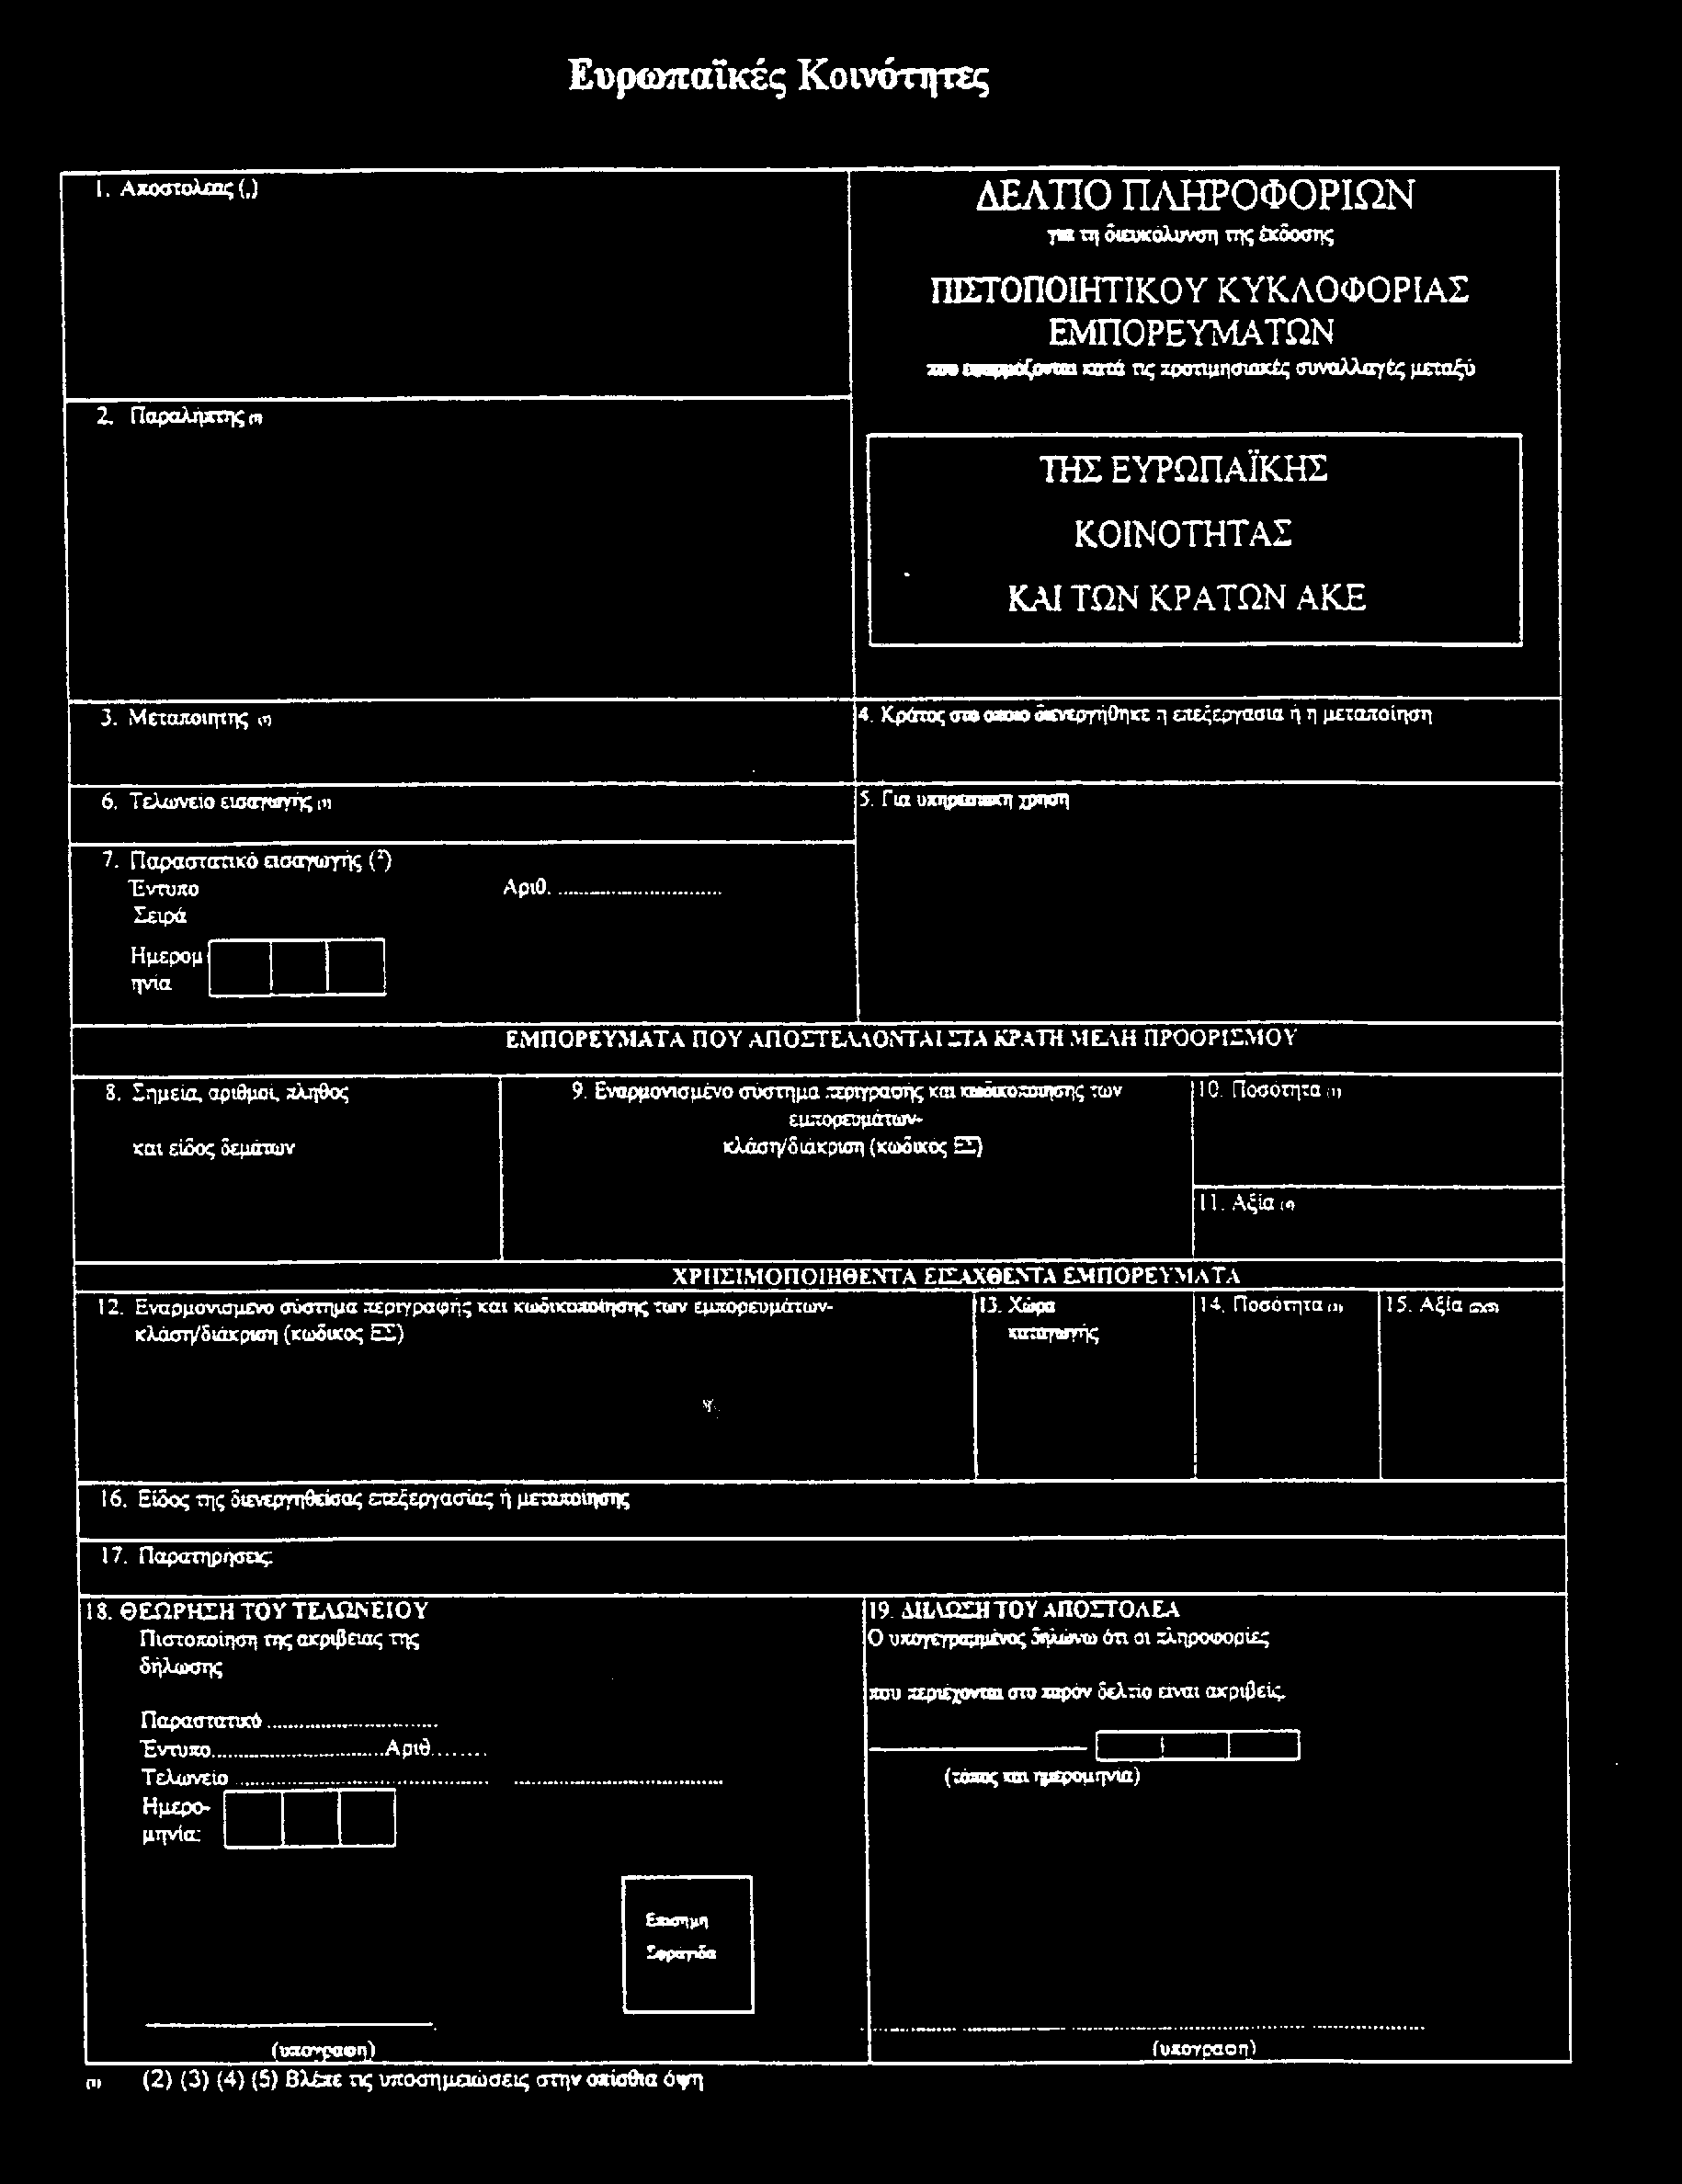 Ευρωπαϊκές Κοινότητες
1. Αποστολέας (,)
ΔΕΛΤΙΟ ΠΛΗΡΟΦΟΡΙΩΝ
για τη διευκόλυνση της έκδοσης
ΠΙΣΤΟΠΟΙΗΤΙΚΟΥ ΚΥΚΛΟΦΟΡΙΑΣ
ΕΜΠΟΡΕΥΜΑΤΩΝ
που εφαρμόζονται κατά τις προτιμησιακές συναλλαγές μεταξύ
2. Παραλήπτης (1)
ΤΗΣ ΕΥΡΩΠΑΪΚΗΣ
ΚΟΙΝΟΤΗΤΑΣ
ΚΑΙ ΤΩΝ ΚΡΑΤΩΝ ΑΚΕ
3. Μεταποιητής (1)
4. Κράτος στο οποίο διενεργήθηκε η επεξεργασία ή η μεταποίηση
6. Τελωνείο εισαγωγής (1)
5. Για υπηρεσιακή χρήση
7. Παραστατικό εισαγωγής (²)
Έντυπο Αριθ. ..............................
Σειρά
Ημερομ
ηνία
ΕΜΠΟΡΕΥΜΑΤΑ ΠΟΥ ΑΠΟΣΤΕΛΛΟΝΤΑΙ ΣΤΑ ΚΡΑΤΗ ΜΕΛΗ ΠΡΟΟΡΙΣΜΟΥ
8. Σημεία, αριθμοί, πλήθος
και είδος δεμάτων
9. Εναρμονισμένο σύστημα περιγραφής και κωδικοποίησης των
εμπορευμάτων-
κλάση/διάκριση (κωδικός ΕΣ)
10. Ποσότητα
11. Αξία
ΧΡΗΣΙΜΟΠΟΙΗΘΕΝΤΑ ΕΙΣΑΧΘΕΝΤΑ ΕΜΠΟΡΕΥΜΑΤΑ
12. Εναρμονισμένο σύστημα περιγραφής και κωδικοποίησης των εμπορευμάτων-
κλάση/διάκριση (κωδικός ΕΣ)
13. Χώρα
καταγωγής
14. Ποσότητα
15. Αξία
16. Είδος της διενεργηθείσας επεξεργασίας ή μεταποίησης
17. Παρατηρήσεις:
18. ΘΕΩΡΗΣΗ ΤΟΥ ΤΕΛΩΝΕΙΟΥ
Πιστοποίηση της ακρίβειας της
δήλωσης
Παραστατικό ..............................
Έντυπο..............................Αριθ.......
Τελωνείο ..............................
Ημερο-
μηνία:
Επίσημη
Σφραγίδα
(υπογραφή)
19. ΔΗΛΩΣΗ ΤΟΥ ΑΠΟΣΤΟΛΕΑ
Ο υπογεγραμμένος δηλώνω ότι οι πληροφορίες
που περιέχονται στο παρόν δελτίο είναι ακριβείς.
(τόπος και ημερομηνία)
(υπογραφή)
(1) (2) (3) (4) (5) Βλέπε τις υποσημειώσεις στην οπίσθια όψη